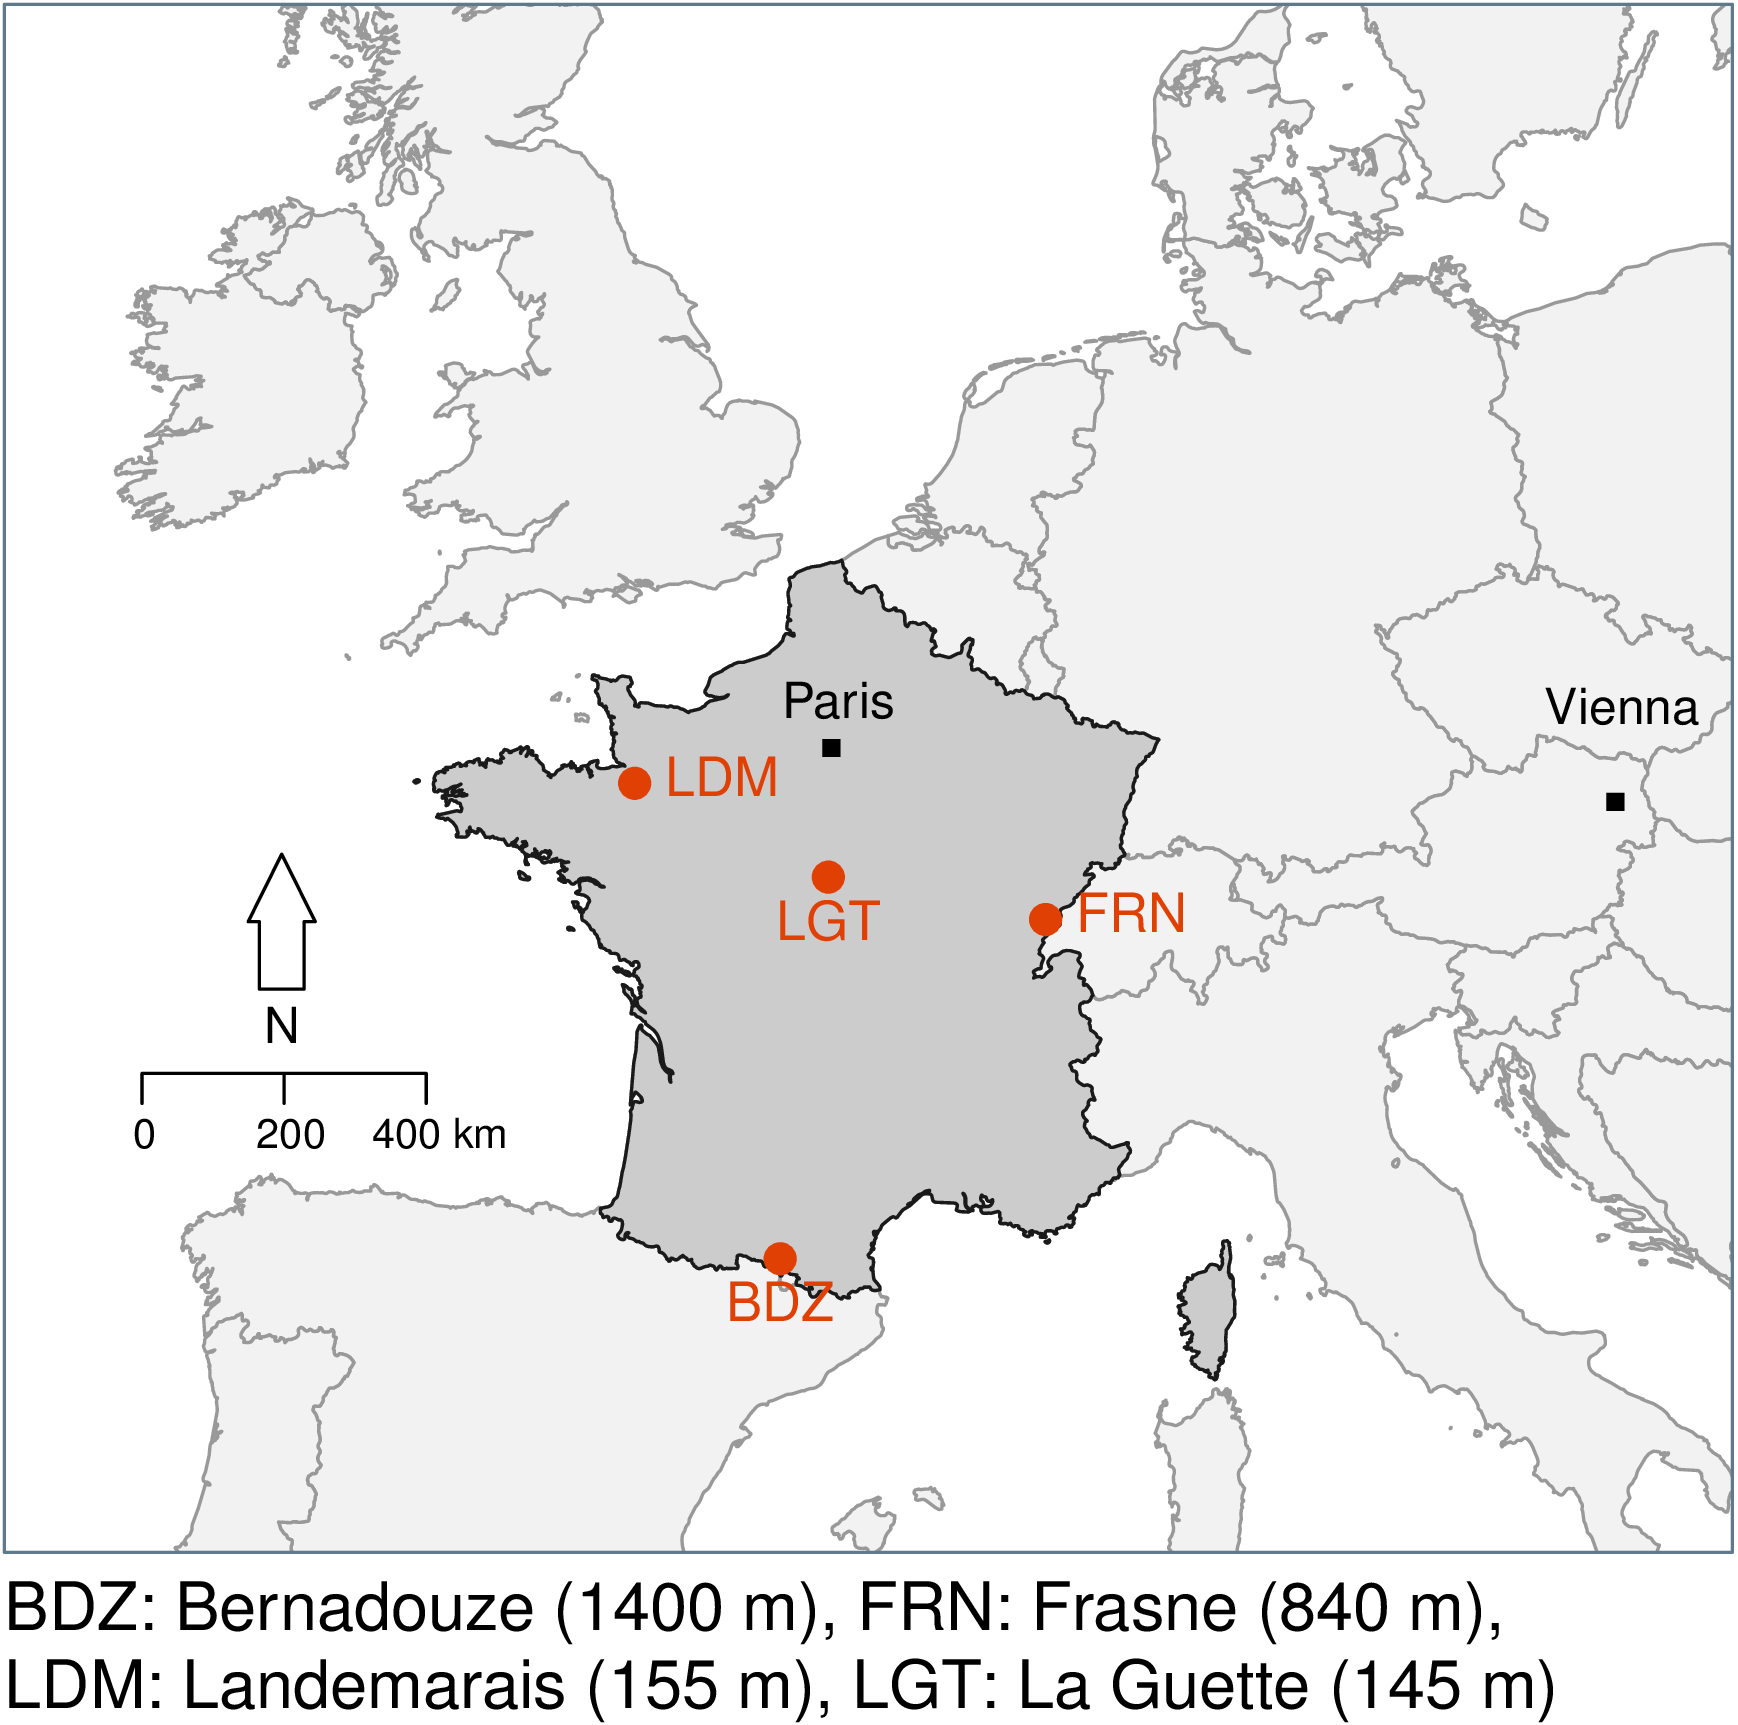 Paris
Vienna
LDM
LGT
FRN
N
0 200 400 km
BDZ
BDZ: Bernadouze (1400 m), FRN: Frasne (840 m),
LDM: Landemarais (155 m), LGT: La Guette (145 m)